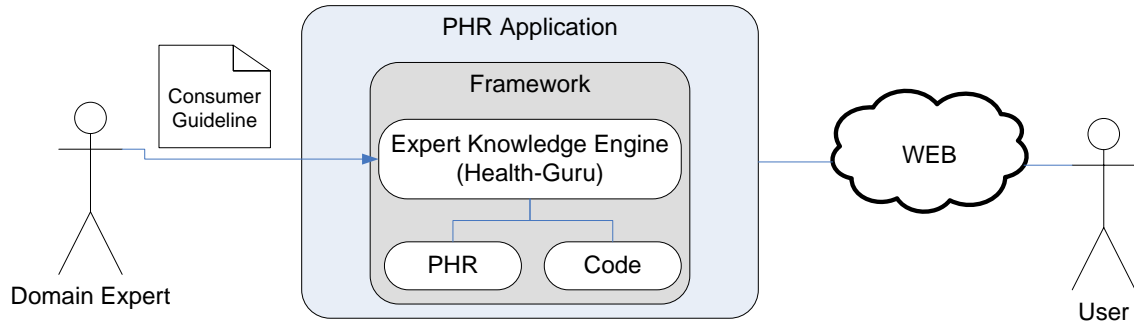 PHR Application
Consumer
Guideline
Framework
Expert Knowledge Engine
(Health-Guru)
WEB
PHR
Code
Domain Expert
User